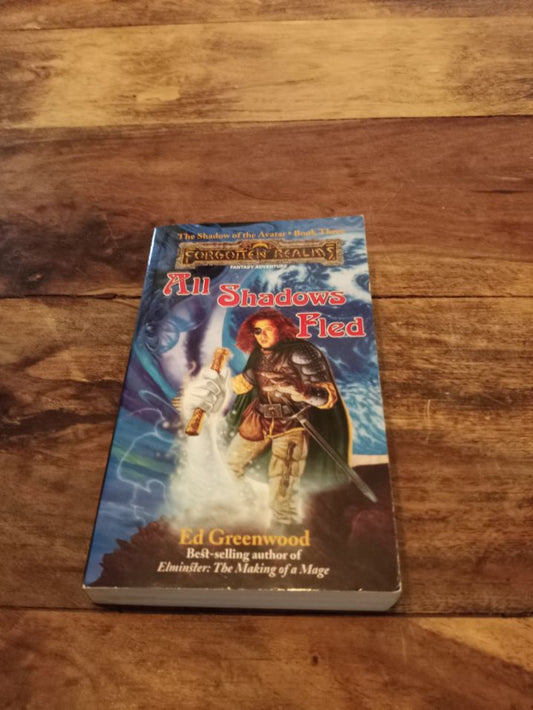 The Shadow of the Avatar • Book Three
FORGOTTEN REALMS
FANTASY ADVENTURE
All
Shadows
Fled
Ed Greenwood
Best-selling author of
Elminster: The Making of a Mage